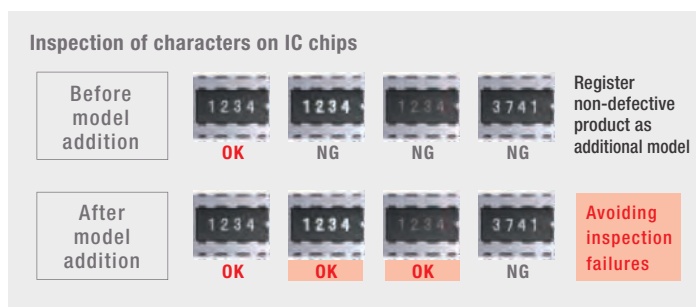 Inspection of characters on IC chips
Before
model
addition
1234
1234
1234
3741
OK
NG
NG
NG
Register
non-defective
product as
additional model
After
model
addition
1234
1234
1234
3741
OK
OK
OK
NG
Avoiding
inspection
failures